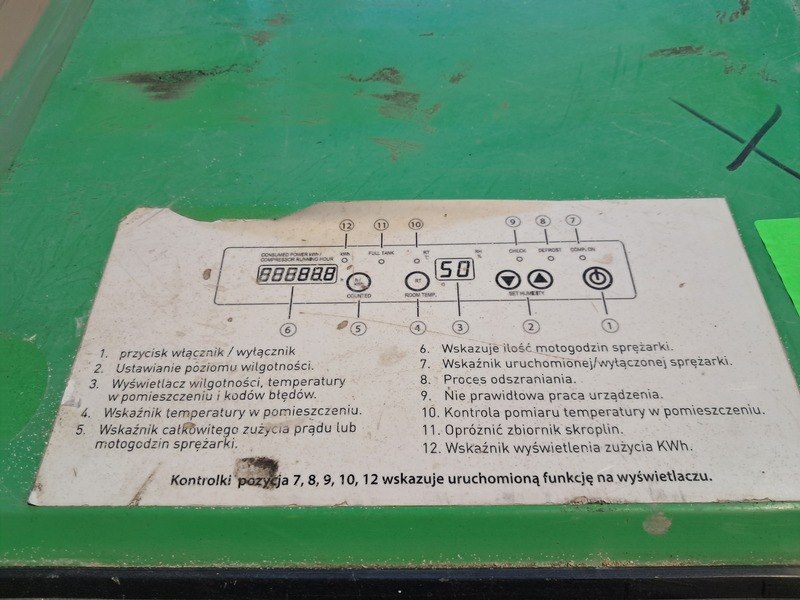 12 11 10 9 8 7
kWh FULL TANK RT °C RH % CHUCK DEFROST COMP. ON
CONSUMED POWER kWh /
COMPRESSOR RUNNING HOUR
888888 50
RT
COUNTED ROOM TEMP. SET HUMIDITY
6 5 4 3 2 1
1. przycisk włącznik / wyłącznik
2. Ustawianie poziomu wilgotności.
3. Wyświetlacz wilgotności, temperatury
w pomieszczeniu i kodów błędów.
4. Wskaźnik temperatury w pomieszczeniu.
5. Wskaźnik całkowitego zużycia prądu lub
motogodzin sprężarki.
6. Wskazuje ilość motogodzin sprężarki.
7. Wskaźnik uruchomionej/wyłączonej sprężarki.
8. Proces odszraniania.
9. Nie prawidłowa praca urządzenia.
10. Kontrola pomiaru temperatury w pomieszczeniu.
11. Opróżnić zbiornik skroplin.
12. Wskaźnik wyświetlenia zużycia KWh.
Kontrolki pozycja 7, 8, 9, 10, 12 wskazuje uruchomioną funkcję na wyświetlaczu.